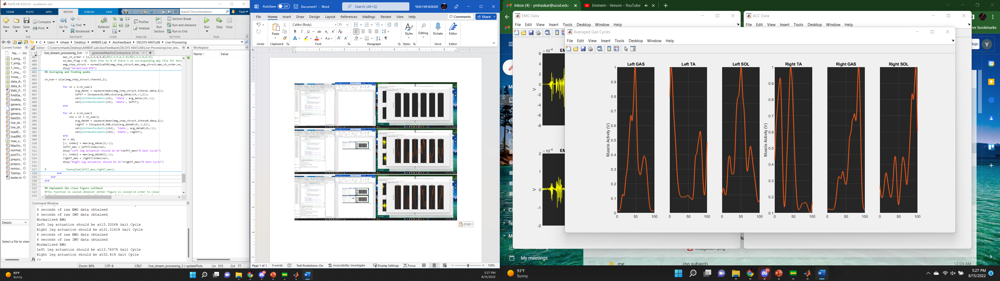 MATLAB R2021b - academic use
HOME PLOTS APPS EDITOR PUBLISH VIEW Search Documentation Yash
New Open Save Compare Print Go To Find Bookmark Refactor Profiler Analyze Run Section Section Break Run and Advance Run to End Run Step Stop
FILE NAVIGATE CODE ANALYZE SECTION RUN
C: Users mhask Desktop AMBER Lab AxoFeedback DELSYS-MATLAB Live-Processing
Current Folder
Na... Git
1_emg...
1_emg...
1_imu...
1_imu...
1max_...
data_A..
data_A..
EMG_P..
findGa..
findMa..
genera..
genera..
genera..
heelStr..
live_str..
live_str..
loadE...
loadIM..
max_v...
MaxVo..
normal..
plotTri..
prepro..
prepro..
remov...
Teensy..
tester.m
Details
Select a file to view
Editor - C:\Users\mhask\Desktop\AMBER Lab\AxoFeedback\DELSYS-MATLAB\Live-Processing\live_stre...
+1 live_stream_processing_3.m generateMaxVolContraction_V1.m
487 max_ch_order = [1,2,3,4,5,6];%[1,3,5,6,2,4];%[1,2,3,4,6,5];
488 no_max_flag = 0; %set this to 0 if there's no corresponding max file for this
489 emg_step_struct = normalizeEMG(emg_step_struct,max_emg_struct,max_ch_order,no_
490 disp("Normalized EMG")
491 %% Averaging and finding peaks
492
493 ch_num = size(emg_step_struct.channel,2);
494
495 for ch = 1:ch_num/2
496 avg_dataL = squeeze(mean(emg_step_struct.interpL.data,2));
497 leftT = linspace(0,100,size(avg_dataL(ch,:),2));
498 set(plotHandlesGaits(ch), 'Ydata', avg_dataL(ch,:));
499 set(plotHandlesGaits(ch), 'Xdata', leftT);
500 end
501
502 for ch = 1:ch_num/2
503 ch2 = ch + ch_num/2;
504 avg_dataR = squeeze(mean(emg_step_struct.interpR.data,2));
505 rightT = linspace(0,100,size(avg_dataR(ch,:),2));
506 set(plotHandlesGaits(ch2), 'Ydata', avg_dataR(ch,:));
507 set(plotHandlesGaits(ch2), 'Xdata', rightT);
508 end
509 er = 10;
510 [~, index] = max(avg_dataL(2,:));
511 leftT_max = leftT(index)+er;
512 disp("Left leg actuation should be at"+leftT_max+"% Gait Cycle")
513 [~, index] = max(avg_dataR(1,:));
514 rightT_max = rightT(index)+er;
515 disp("Right leg actuation should be at"+rightT_max+"% Gait Cycle")
516
517 % TeensyCom(leftT_max,rightT_max);
518 end
519 end
520 end
521
522 %% Implement the close figure callback
523 %This function is called whenever either figure is closed in order to close
524
Command Window
6 seconds of raw EMG data obtained
6 seconds of raw IMU data obtained
Normalized EMG
Left leg actuation should be at15.3206% Gait Cycle
Right leg actuation should be at31.2161% Gait Cycle
6 seconds of raw EMG data obtained
6 seconds of raw IMU data obtained
Normalized EMG
Left leg actuation should be at13.7697% Gait Cycle
Right leg actuation should be at52.41% Gait Cycle
fx >>
Workspace
Name Value
Zoom: 80% UTF-8 CRLF live_stream_processing_3 / updatePlots Ln 512 Col 77
AutoSave Off Document1 - Word Search (Alt+Q) YASH MHASKAR
File Home Insert Draw Design Layout References Mailings Review View Help Comments Share
Calibri (Body) 11
Paste Styles Editing Dictate Editor
Undo Clipboard Font Paragraph Styles Voice Editor
(Ctrl)
Page 1 of 1 0 words Text Predictions: On Accessibility: Investigate Display Settings Focus 100%
93°F
Sunny
5:27 PM
8/15/2022
Inbox (4) - ymhaskar@ucsd.edu Eminem - Venom - YouTube
her bookmarks
EMG Data
File Edit View Insert Tools Desktop Window Help
ACC Data
File Edit View Insert Tools Desktop Window Help
Averaged Gait Cycles
File Edit View Insert Tools Desktop Window Help
×10-4
6
4
2
0
-2
-4
-6
-8
V
×10-4
2
1
0
-1
-2
V
Left GAS Left TA Left SOL Right TA Right GAS Right SOL
Muscle Activity (V)
1
0.9
0.8
0.7
0.6
0.5
0.4
0.3
0.2
0.1
0
Muscle Activity (V)
1
0.9
0.8
0.7
0.6
0.5
0.4
0.3
0.2
0.1
0 50 100 0 50 100 0 50 100 0 50 100 0 50 100 0 50 100
iego Y
image001.png
My meetings
me (no subject) 12:04 AM
93°F
Sunny
5:27 PM
8/15/2022
4